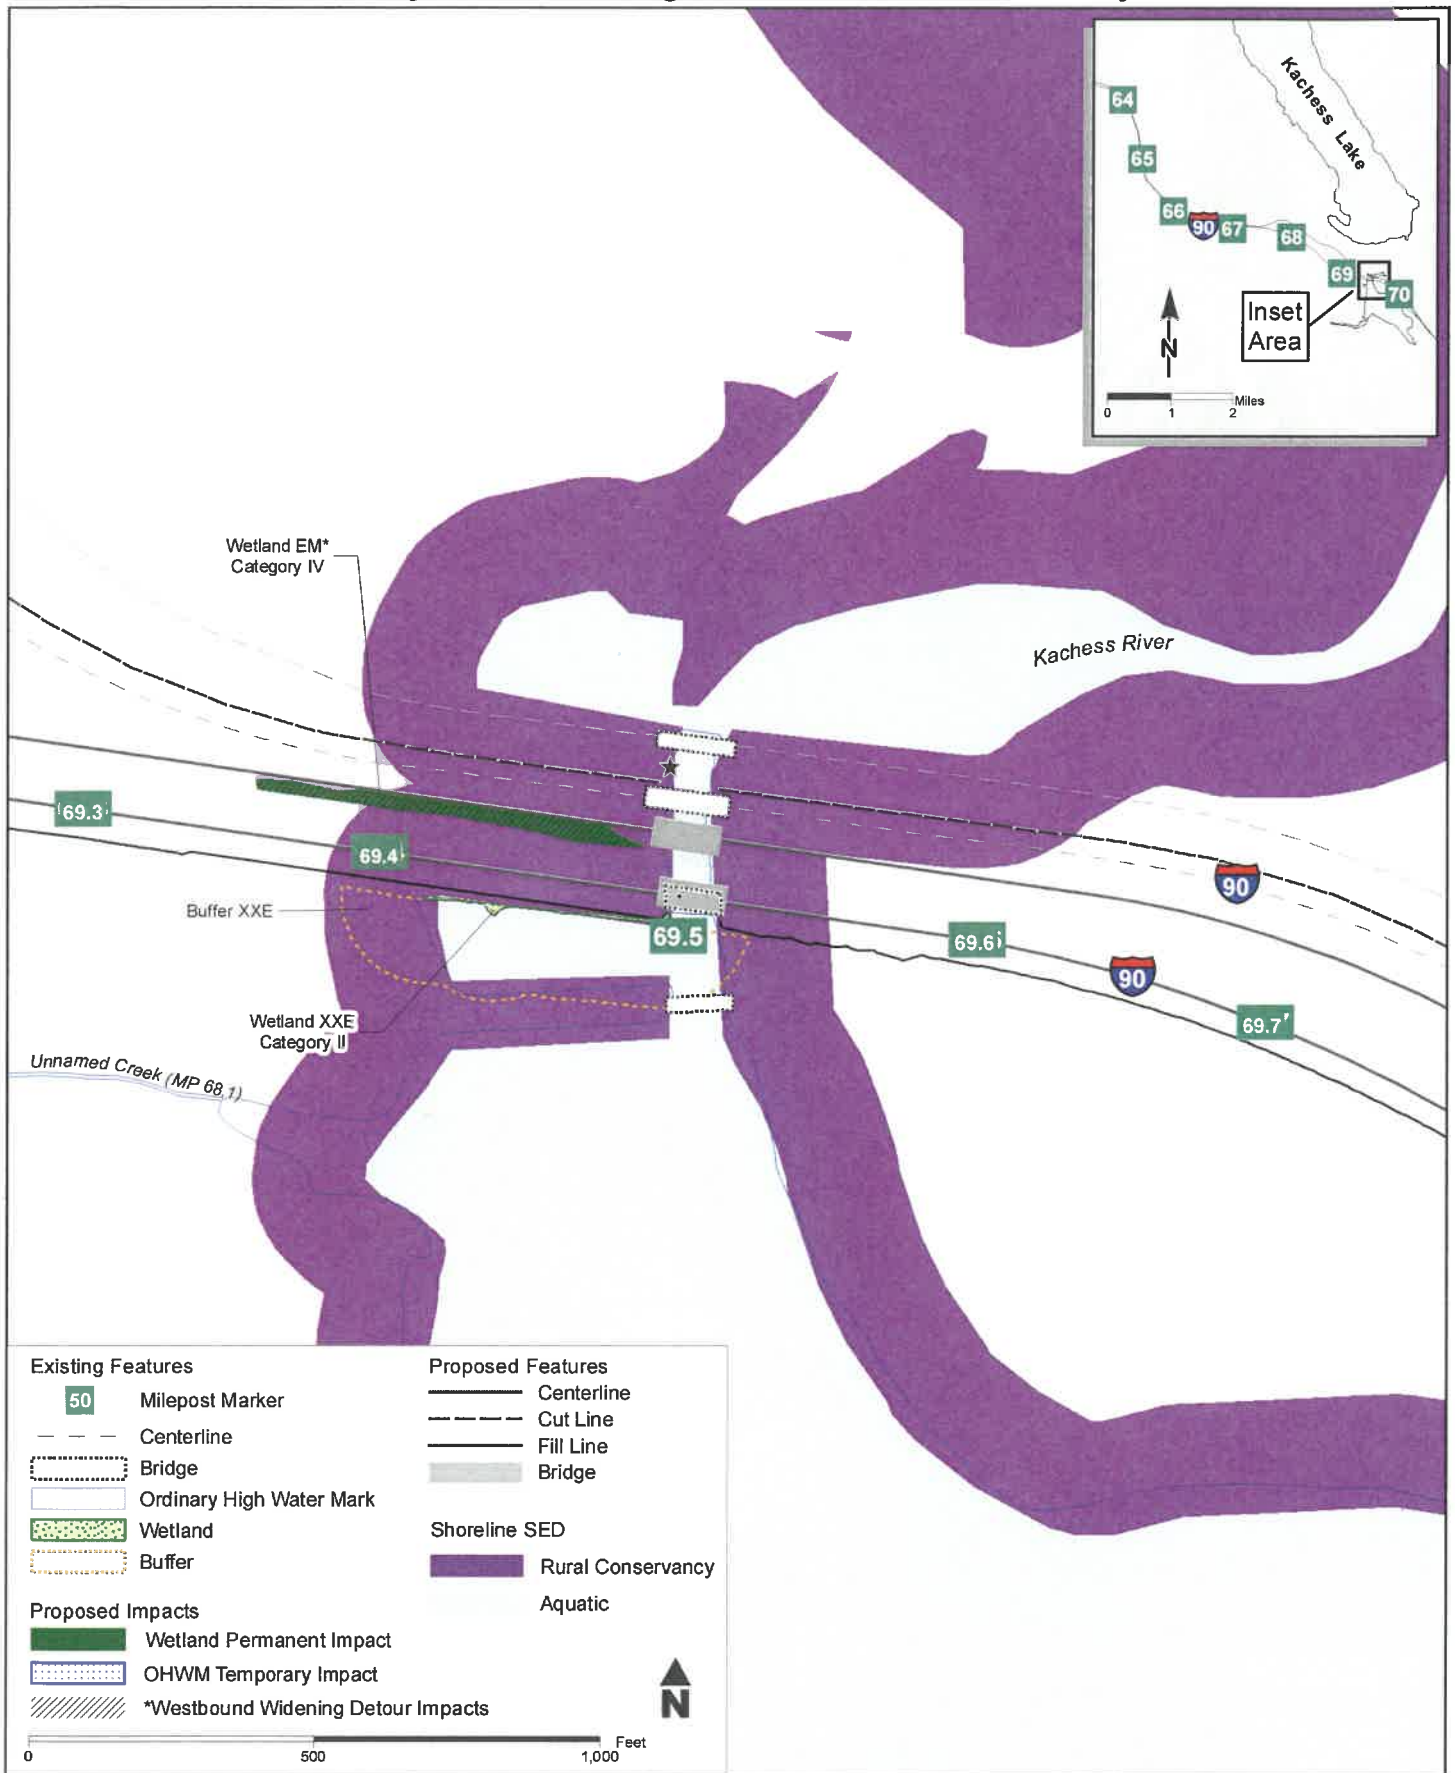 Kachess Lake
64
65
66
90
67
68
69
70
Inset
Area
N
Miles
0 1 2
Wetland EM*
Category IV
Kachess River
69.3
69.4
90
Buffer XXE
69.5
69.6
90
69.7
Wetland XXE
Category II
Unnamed Creek (MP 68.1)
Existing Features
50 Milepost Marker
Centerline
Bridge
Ordinary High Water Mark
Wetland
Buffer
Proposed Impacts
Wetland Permanent Impact
OHWM Temporary Impact
*Westbound Widening Detour Impacts
Proposed Features
Centerline
Cut Line
Fill Line
Bridge
Shoreline SED
Rural Conservancy
Aquatic
N
Feet
0 500 1,000